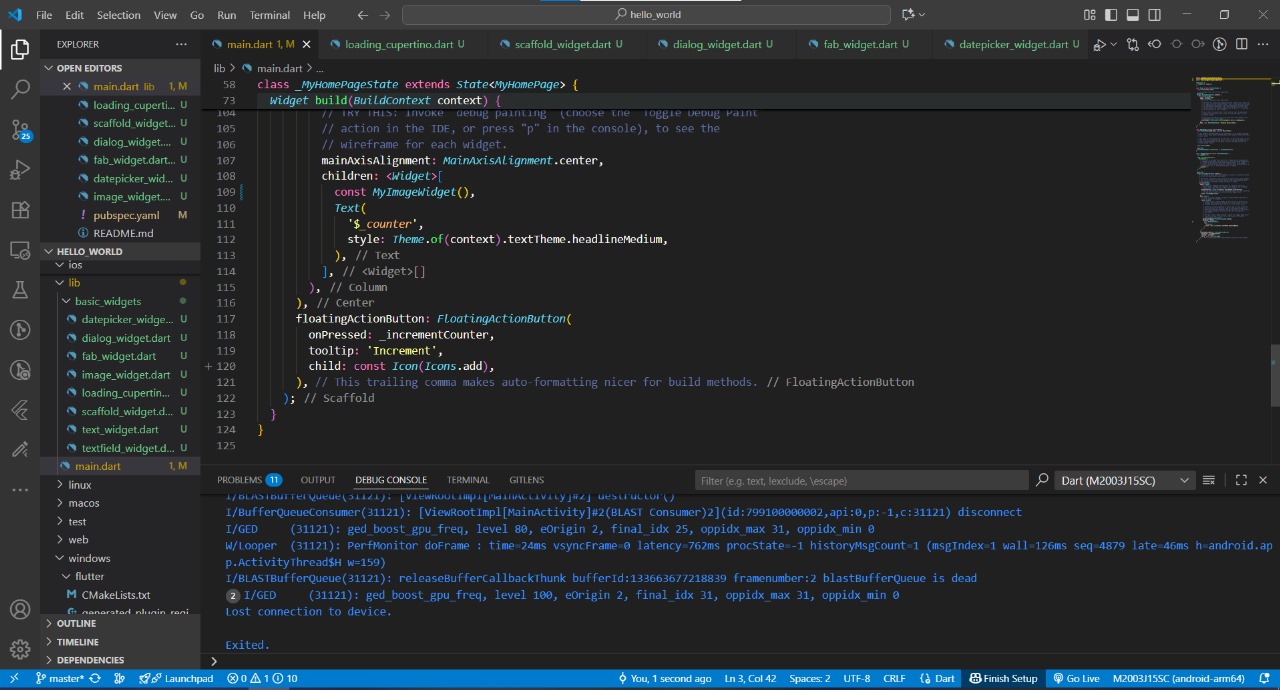 File Edit Selection View Go Run Terminal Help hello_world
EXPLORER
OPEN EDITORS
main.dart lib 1, M
loading_cuperti... U
scaffold_widget... U
dialog_widget.... U
fab_widget.dart... U
datepicker_wid... U
image_widget.... U
pubspec.yaml M
README.md
HELLO_WORLD
ios
lib
basic_widgets
datepicker_widge... U
dialog_widget.dart U
fab_widget.dart U
image_widget.dart U
loading_cupertin... U
scaffold_widget.d... U
text_widget.dart U
textfield_widget.d... U
main.dart 1, M
linux
macos
test
web
windows
flutter
CMakeLists.txt
generated_plugin_regi
OUTLINE
TIMELINE
DEPENDENCIES
25
main.dart 1, M loading_cupertino.dart U scaffold_widget.dart U dialog_widget.dart U fab_widget.dart U datepicker_widget.dart U
lib > main.dart > ...
58 class _MyHomePageState extends State<MyHomePage> {
73 Widget build(BuildContext context) {
104 // TRY THIS: Invoke "debug painting" (choose the "Toggle Debug Paint"
105 // action in the IDE, or press "p" in the console), to see the
106 // wireframe for each widget.
107 mainAxisAlignment: MainAxisAlignment.center,
108 children: <Widget>[
109 const MyImageWidget(),
110 Text(
111 '$_counter',
112 style: Theme.of(context).textTheme.headlineMedium,
113 ), // Text
114 ], // <Widget>[]
115 ), // Column
116 ), // Center
117 floatingActionButton: FloatingActionButton(
118 onPressed: _incrementCounter,
119 tooltip: 'Increment',
120 child: const Icon(Icons.add),
121 ), // This trailing comma makes auto-formatting nicer for build methods. // FloatingActionButton
122 ); // Scaffold
123 }
124 }
125
PROBLEMS 11 OUTPUT DEBUG CONSOLE TERMINAL GITLENS Filter (e.g. text, !exclude, \escape) Dart (M2003J15SC)
I/BLASTBufferQueue(31121): [ViewRootImpl[MainActivity]#2] destructor()
I/BufferQueueConsumer(31121): [ViewRootImpl[MainActivity]#2(BLAST Consumer)2](id:799100000002,api:0,p:-1,c:31121) disconnect
I/GED (31121): ged_boost_gpu_freq, level 80, eOrigin 2, final_idx 25, oppidx_max 31, oppidx_min 0
W/Looper (31121): PerfMonitor doFrame : time=24ms vsyncFrame=0 latency=762ms procState=-1 historyMsgCount=1 (msgIndex=1 wall=126ms seq=4879 late=46ms h=android.ap
p.ActivityThread$H w=159)
I/BLASTBufferQueue(31121): releaseBufferCallbackThunk bufferId:133663677218839 framenumber:2 blastBufferQueue is dead
2 I/GED (31121): ged_boost_gpu_freq, level 100, eOrigin 2, final_idx 31, oppidx_max 31, oppidx_min 0
Lost connection to device.
Exited.
master* Launchpad 0 1 10 You, 1 second ago Ln 3, Col 42 Spaces: 2 UTF-8 CRLF {} Dart Finish Setup Go Live M2003J15SC (android-arm64)